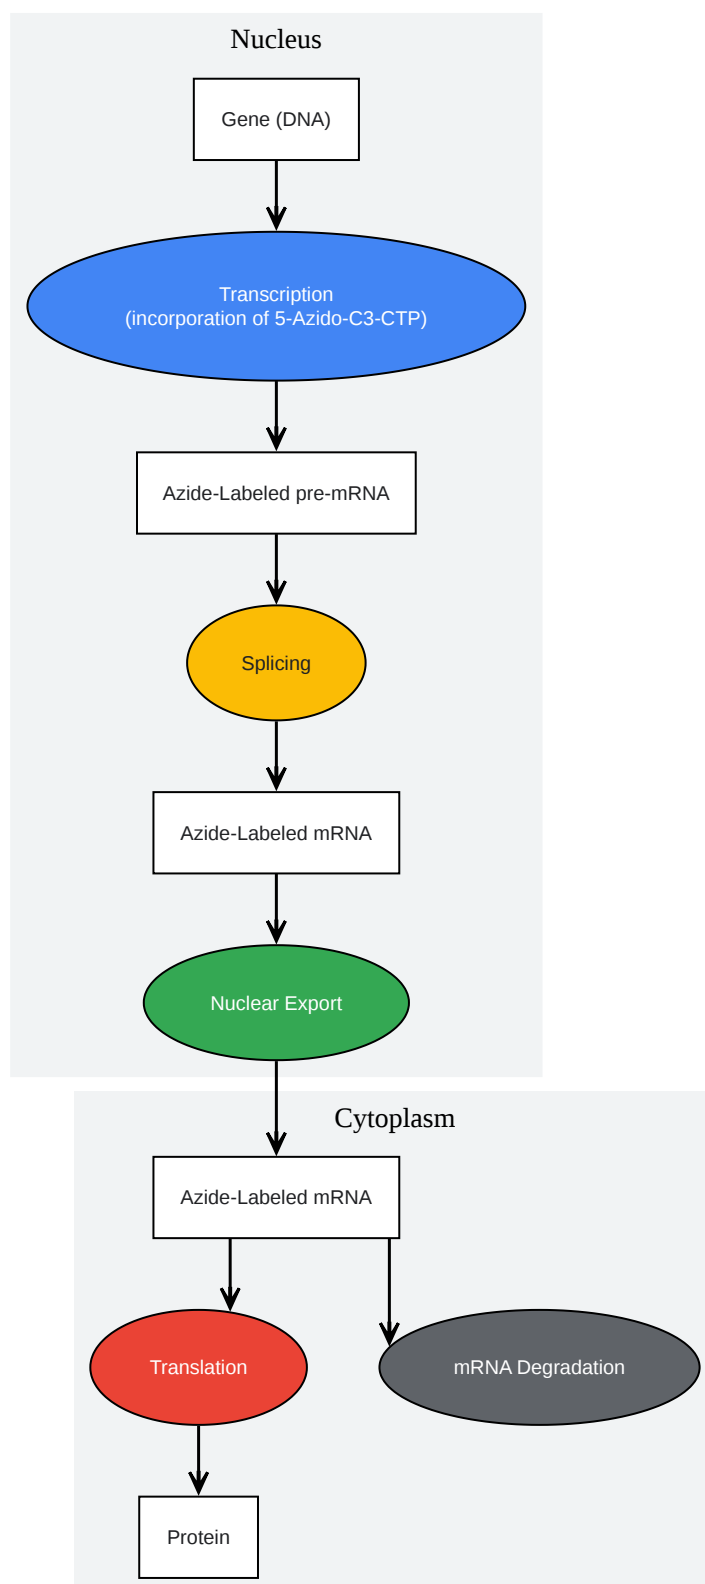 Nucleus
Gene (DNA)
Transcription
(incorporation of 5-Azido-C3-CTP)
Azide-Labeled pre-mRNA
Splicing
Azide-Labeled mRNA
Nuclear Export
Cytoplasm
Azide-Labeled mRNA
Translation
mRNA Degradation
Protein